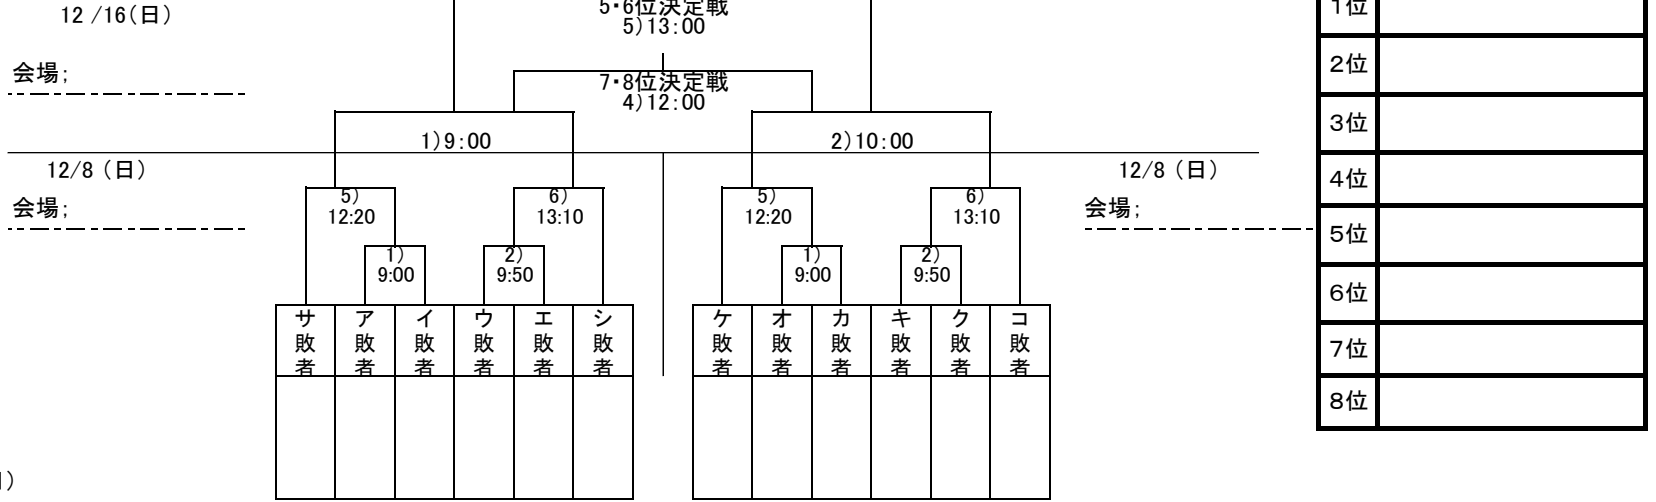 12 /16(日)
5・6位決定戦
5)13:00
会場;
7・8位決定戦
4)12:00
1)9:00
2)10:00
12/8 (日)
12/8 (日)
会場;
会場;
5)
12:20
6)
13:10
5)
12:20
6)
13:10
1)
9:00
2)
9:50
1)
9:00
2)
9:50
サ敗者
ア敗者
イ敗者
ウ敗者
エ敗者
シ敗者
ケ敗者
オ敗者
カ敗者
キ敗者
ク敗者
コ敗者
1位
2位
3位
4位
5位
6位
7位
8位